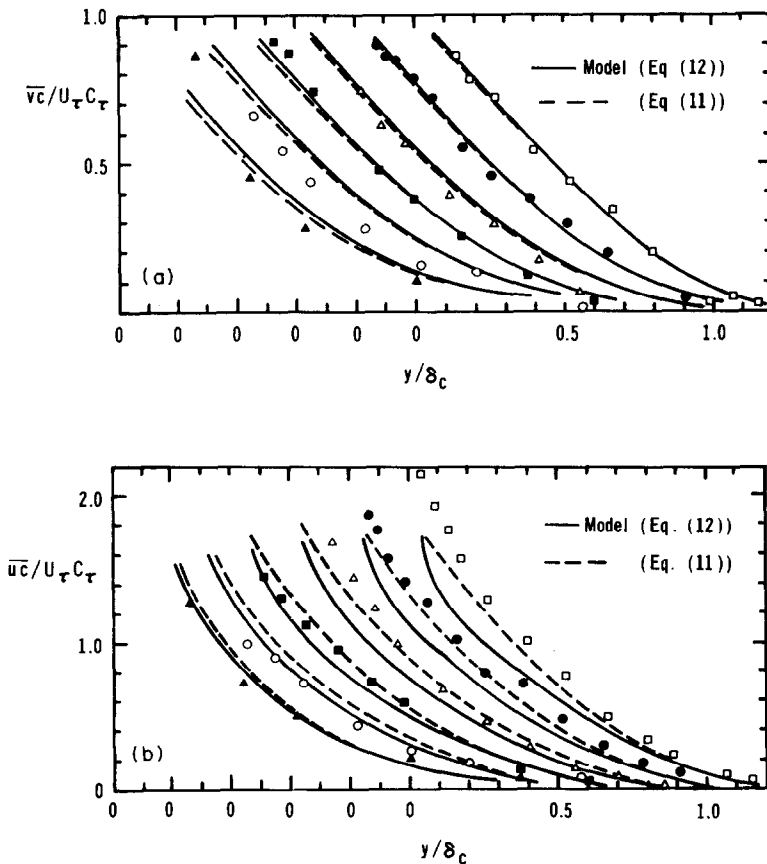 1.0
v̅c̅/UτCτ
Model (Eq (12))
(Eq (11))
0.5
(a)
0 0 0 0 0 0 0.5 1.0
y/δc
2.0
Model (Eq. (12))
(Eq. (11))
u̅c̅/UτCτ
1.0
(b)
0
0 0 0 0 0 0 0.5 1.0
y/δc